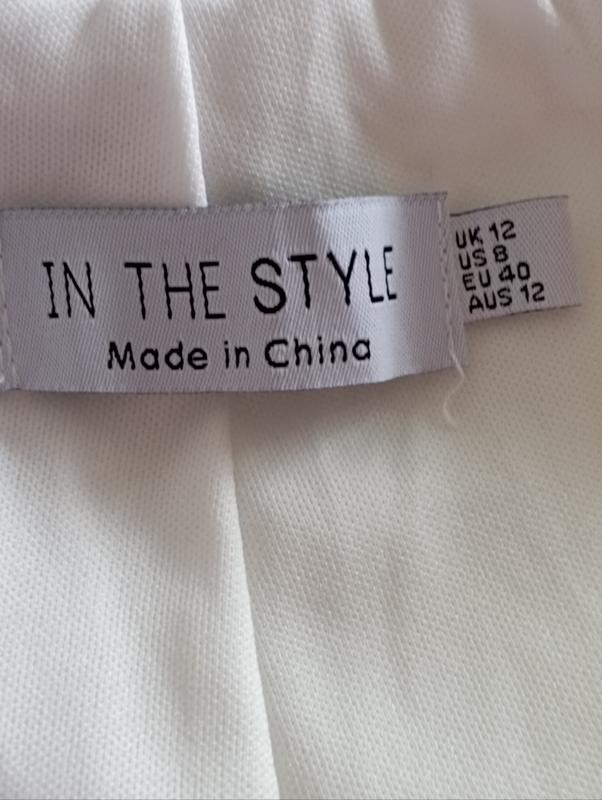 IN THE STYLE
Made in China
UK 12
US 8
EU 40
AUS 12